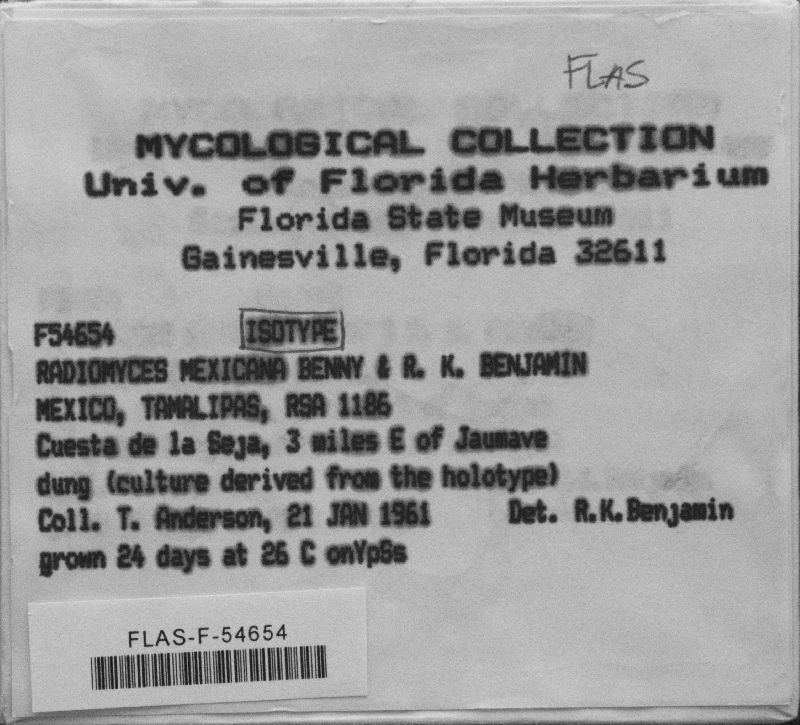 FLAS
MYCOLOGICAL COLLECTION
Univ. of Florida Herbarium
Florida State Museum
Gainesville, Florida 32611
F54654 ISOTYPE
RADIOMYCES MEXICANA BENNY & R. K. BENJAMIN
MEXICO, TAMALIPAS, RSA 1186
Cuesta de la Seja, 3 miles E of Jaumave
dung (culture derived from the holotype)
Coll. T. Anderson, 21 JAN 1961 Det. R.K.Benjamin
grown 24 days at 26 C onYpSs
FLAS-F-54654